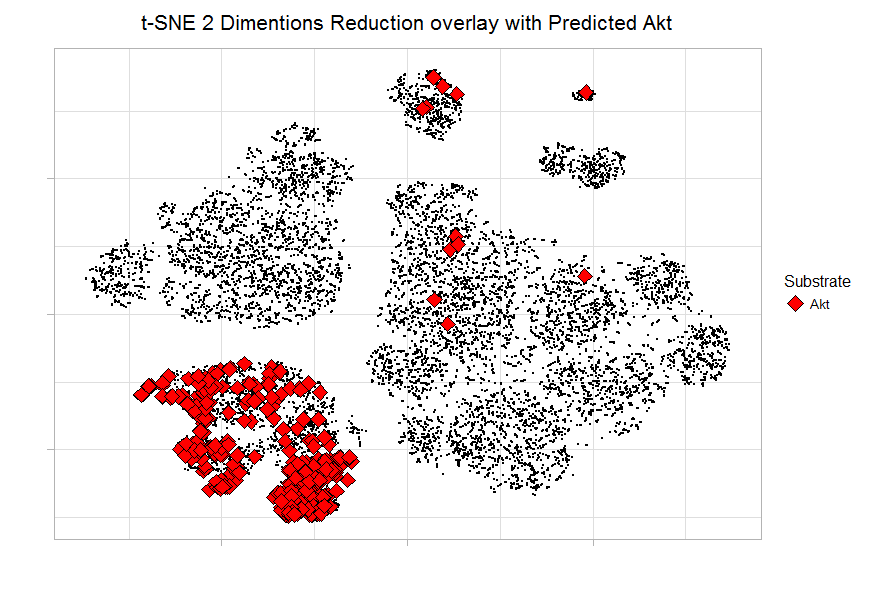 t-SNE 2 Dimentions Reduction overlay with Predicted Akt
Substrate
Akt